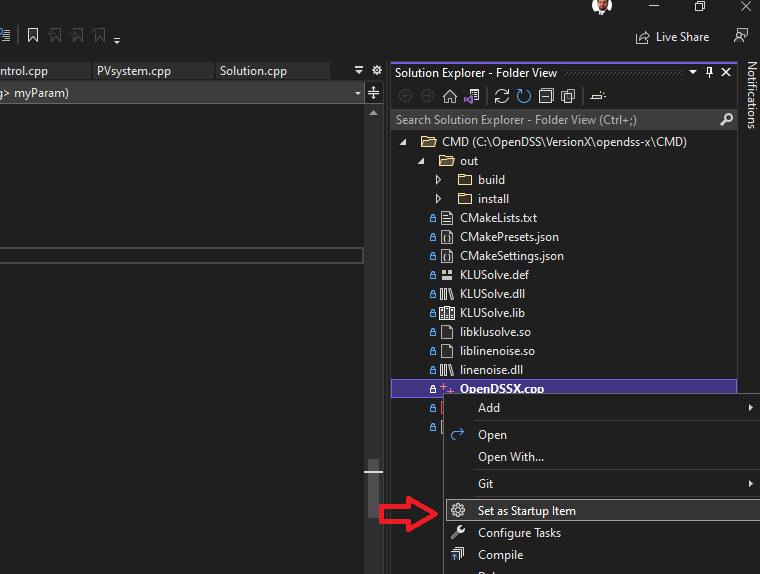 Live Share
ntrol.cpp
PVsystem.cpp
Solution.cpp
g> myParam)
Solution Explorer - Folder View
Search Solution Explorer - Folder View (Ctrl+;)
CMD (C:\OpenDSS\VersionX\opendss-x\CMD)
out
build
install
CMakeLists.txt
CMakePresets.json
CMakeSettings.json
KLUSolve.def
KLUSolve.dll
KLUSolve.lib
libklusolve.so
liblinenoise.so
linenoise.dll
OpenDSSX.cpp
Add
Open
Open With...
Git
Set as Startup Item
Configure Tasks
Compile
Notifications